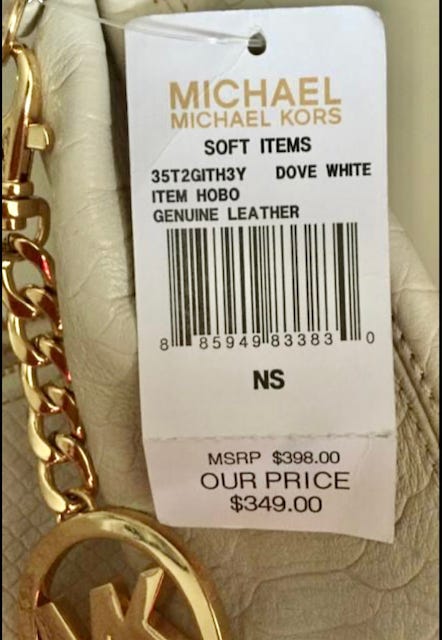 MICHAEL
MICHAEL KORS
SOFT ITEMS
35T2GITH3Y DOVE WHITE
ITEM HOBO
GENUINE LEATHER
8 85949 83383 0
NS
MSRP $398.00
OUR PRICE
$349.00
MK